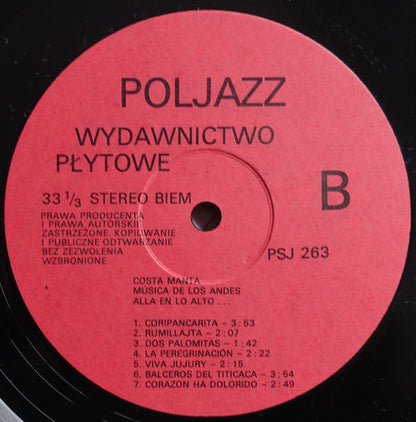 POLJAZZ
WYDAWNICTWO
PŁYTOWE
33 1/3 STEREO BIEM
B
PRAWA PRODUCENTA
I PRAWA AUTORSKIE
ZASTRZEŻONE. KOPIOWANIE
I PUBLICZNE ODTWARZANIE
BEZ ZEZWOLENIA
WZBRONIONE
PSJ 263
COSTA MANTA
MÚSICA DE LOS ANDES
ALLA EN LO ALTO ...
1. CORIPANCARITA – 3:53
2. RUMILLAJTA – 2:07
3. DOS PALOMITAS – 1:42
4. LA PEREGRINACIÓN – 2:22
5. VIVA JUJURY – 2:15
6. BALCEROS DEL TITICACA – 3:54
7. CORAZON HA DOLORIDO – 2:49